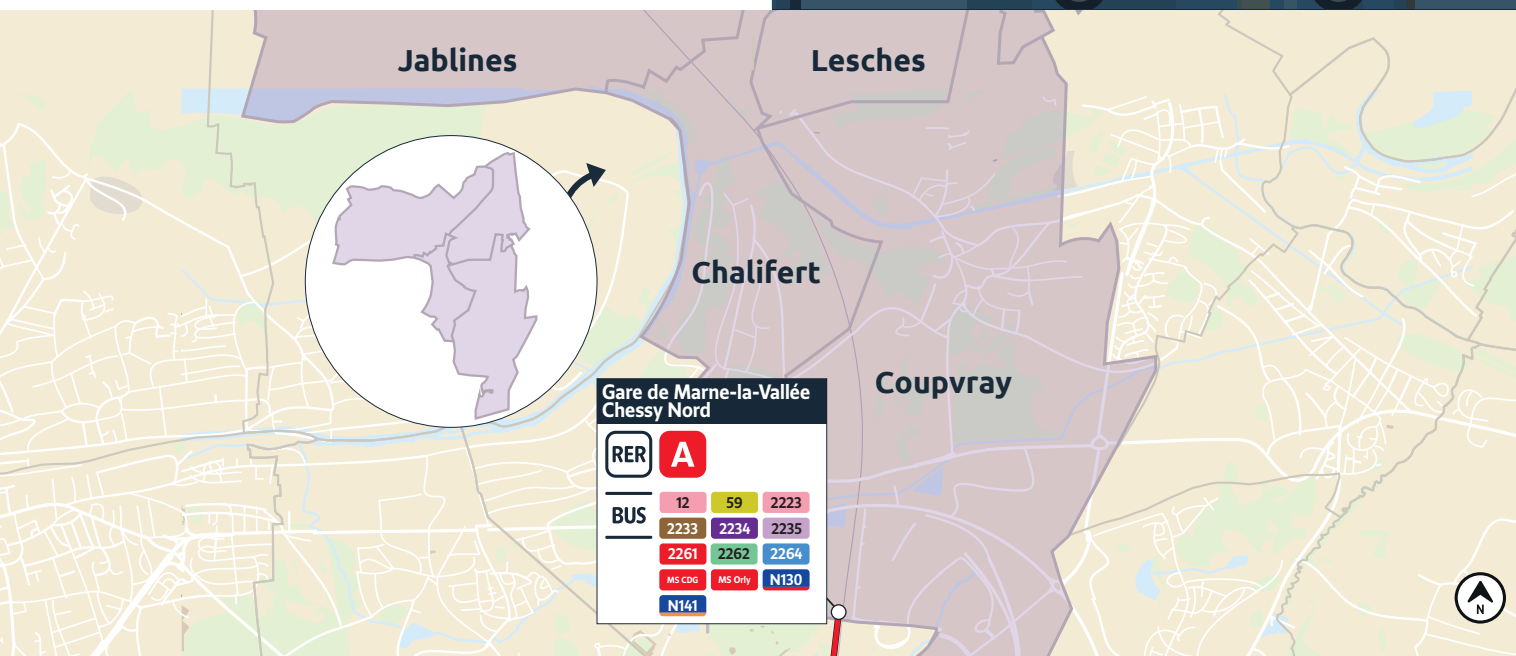 Jablines
Lesches
Chalifert
Coupvray
Gare de Marne-la-Vallée
Chessy Nord
RER A
BUS
12 59 2223
2233 2234 2235
2261 2262 2264
MS CDG MS Orly N130
N141
N